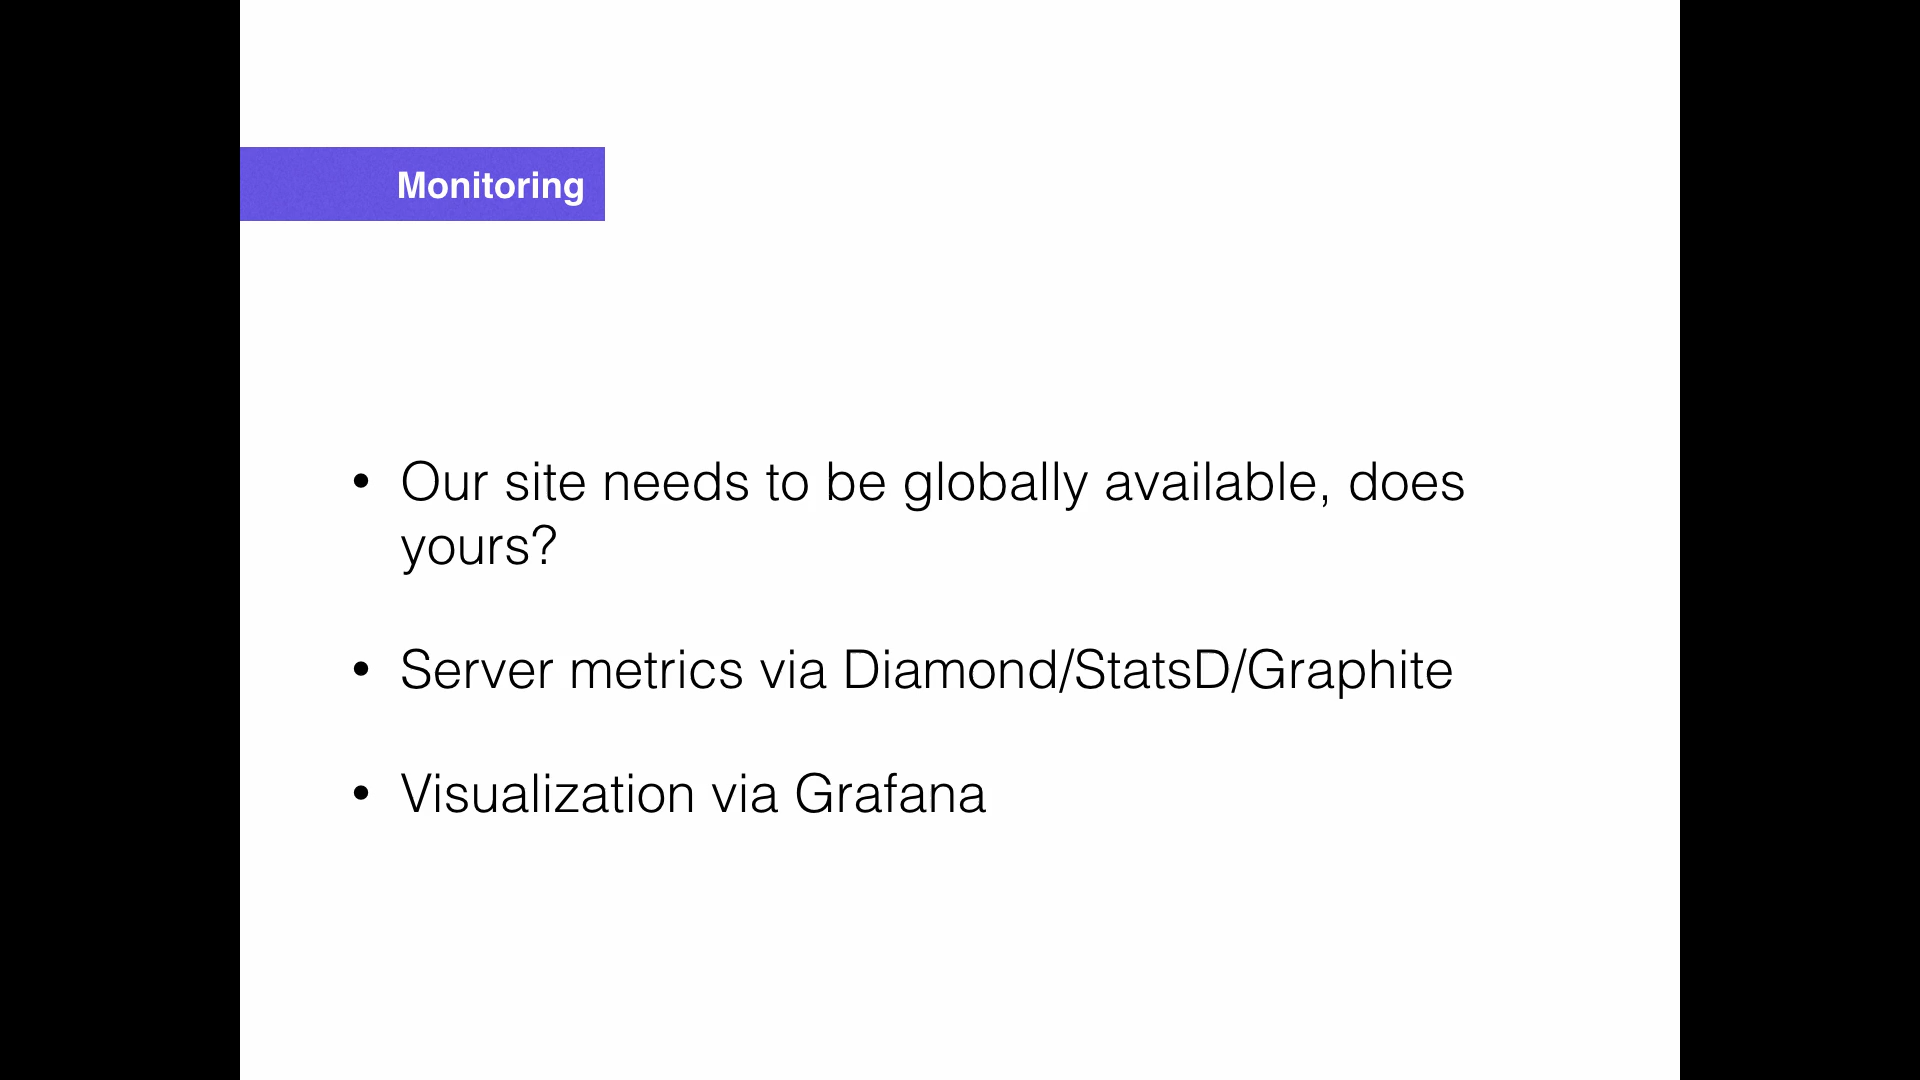 Monitoring
• Our site needs to be globally available, does
yours?
• Server metrics via Diamond/StatsD/Graphite
• Visualization via Grafana